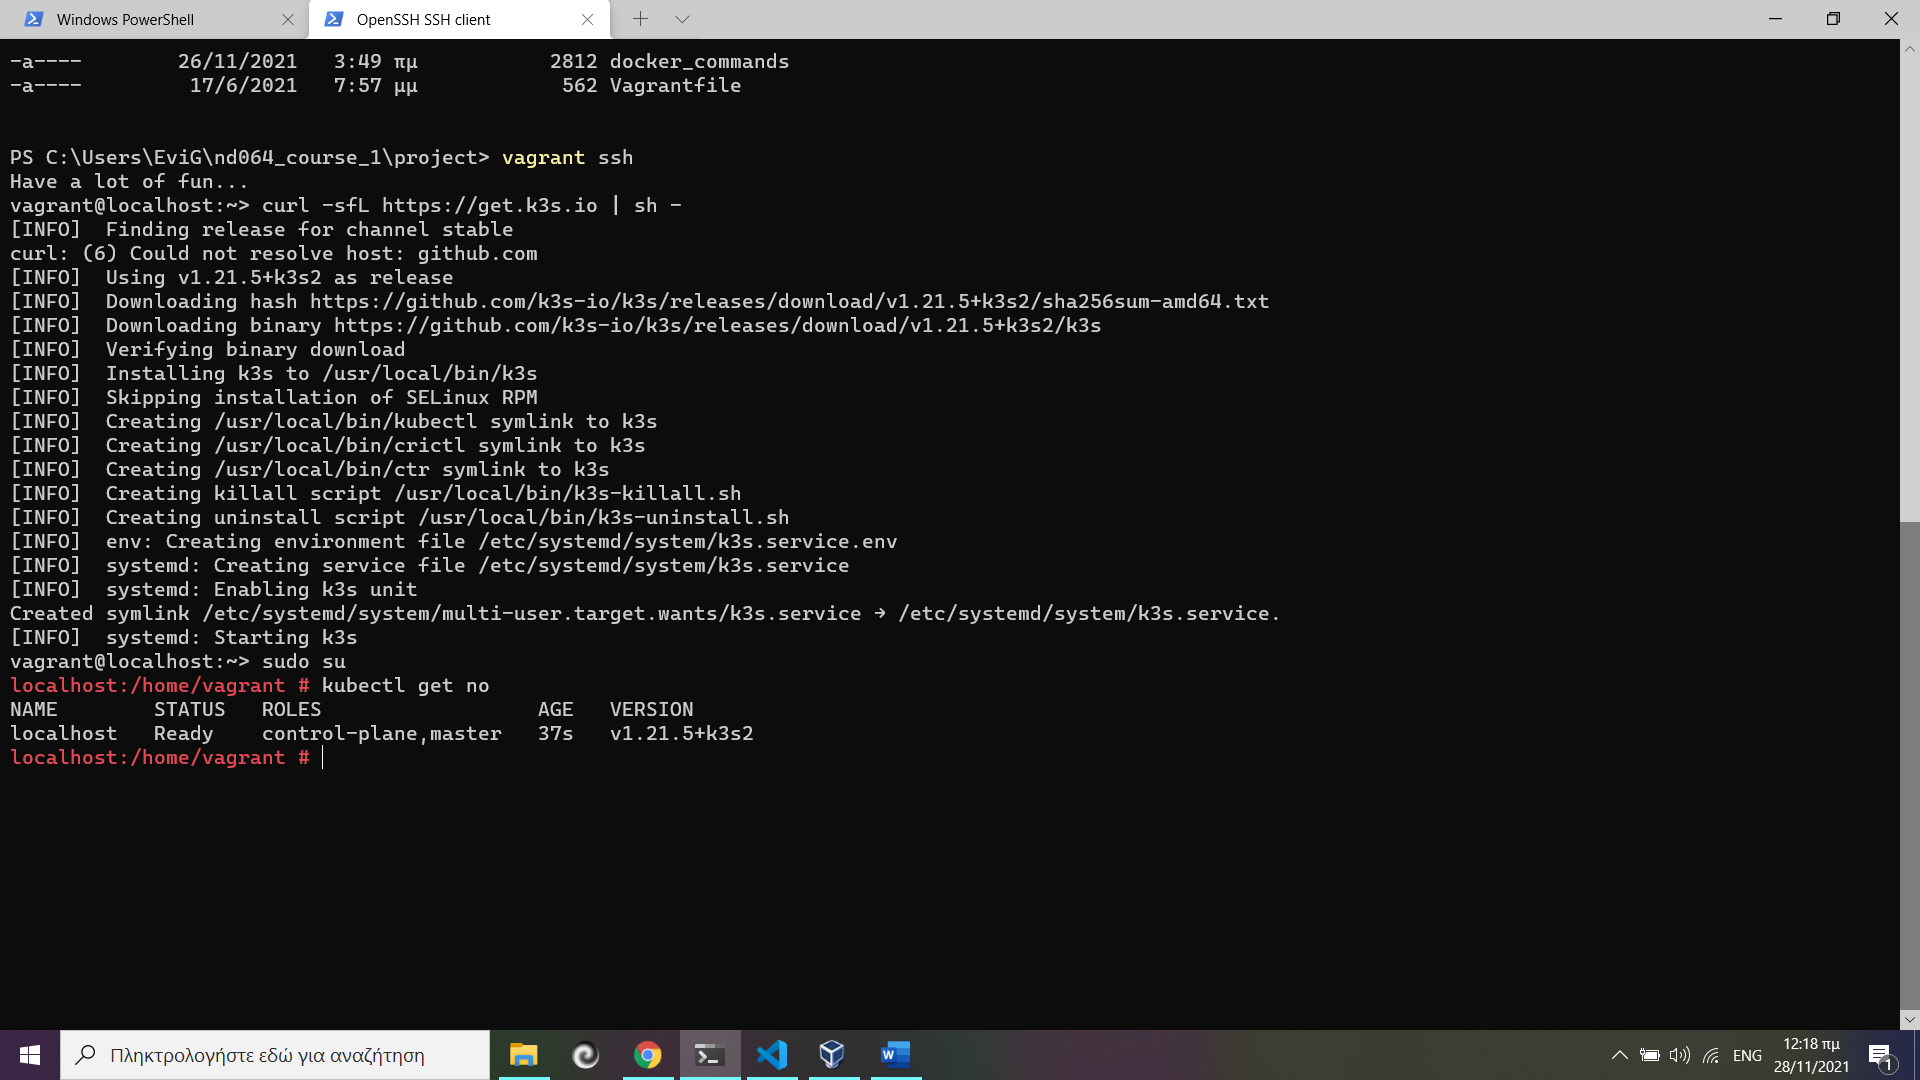 Windows PowerShell
OpenSSH SSH client
-a---- 26/11/2021 3:49 πμ 2812 docker_commands
-a---- 17/6/2021 7:57 μμ 562 Vagrantfile
PS C:\Users\EviG\nd064_course_1\project> vagrant ssh
Have a lot of fun...
vagrant@localhost:~> curl -sfL https://get.k3s.io | sh -
[INFO]  Finding release for channel stable
curl: (6) Could not resolve host: github.com
[INFO]  Using v1.21.5+k3s2 as release
[INFO]  Downloading hash https://github.com/k3s-io/k3s/releases/download/v1.21.5+k3s2/sha256sum-amd64.txt
[INFO]  Downloading binary https://github.com/k3s-io/k3s/releases/download/v1.21.5+k3s2/k3s
[INFO]  Verifying binary download
[INFO]  Installing k3s to /usr/local/bin/k3s
[INFO]  Skipping installation of SELinux RPM
[INFO]  Creating /usr/local/bin/kubectl symlink to k3s
[INFO]  Creating /usr/local/bin/crictl symlink to k3s
[INFO]  Creating /usr/local/bin/ctr symlink to k3s
[INFO]  Creating killall script /usr/local/bin/k3s-killall.sh
[INFO]  Creating uninstall script /usr/local/bin/k3s-uninstall.sh
[INFO]  env: Creating environment file /etc/systemd/system/k3s.service.env
[INFO]  systemd: Creating service file /etc/systemd/system/k3s.service
[INFO]  systemd: Enabling k3s unit
Created symlink /etc/systemd/system/multi-user.target.wants/k3s.service → /etc/systemd/system/k3s.service.
[INFO]  systemd: Starting k3s
vagrant@localhost:~> sudo su
localhost:/home/vagrant # kubectl get no
NAME STATUS ROLES AGE VERSION
localhost Ready control-plane,master 37s v1.21.5+k3s2
localhost:/home/vagrant #
Πληκτρολογήστε εδώ για αναζήτηση
W
ENG
12:18 πμ
28/11/2021
1